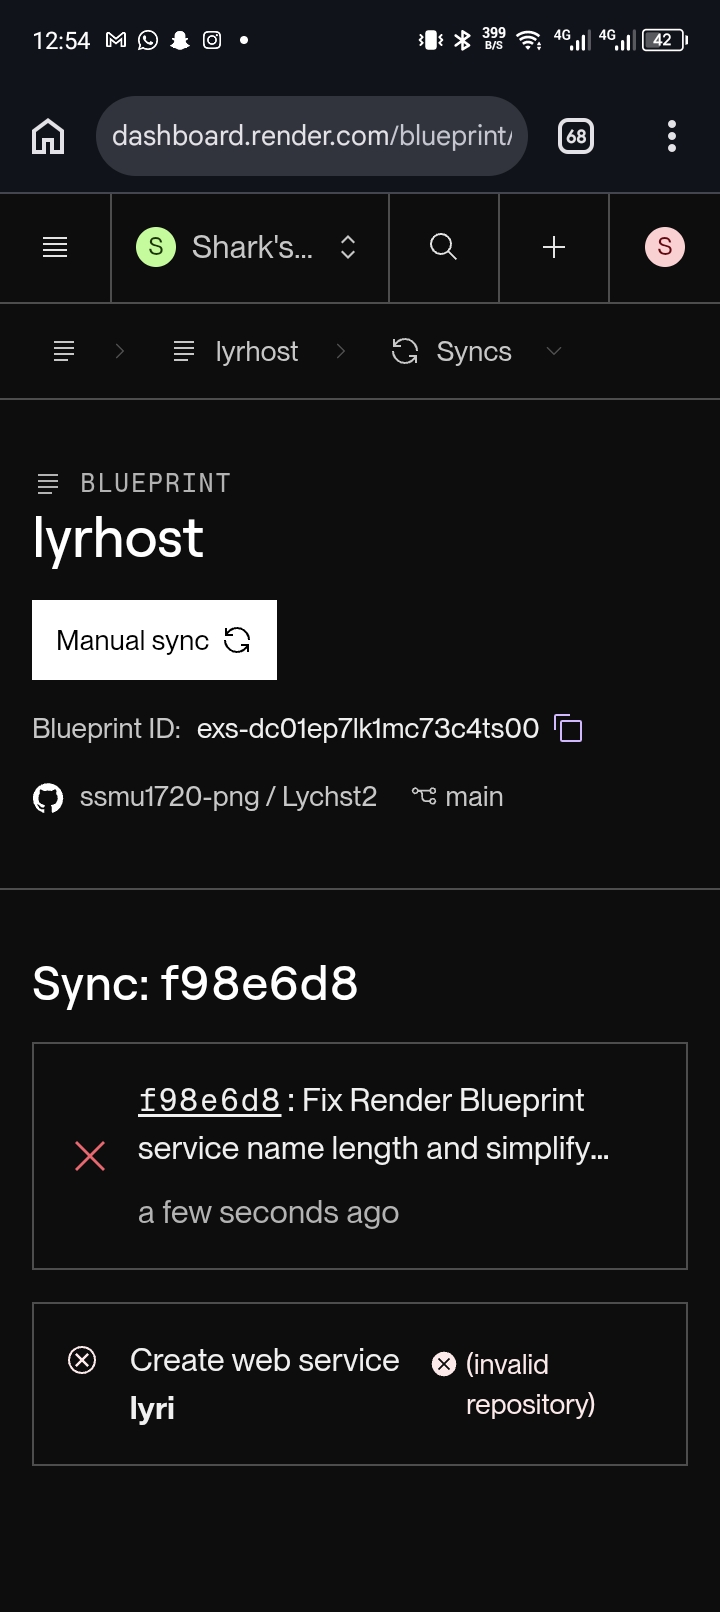 12:54
399
B/S
4G
4G
42
dashboard.render.com/blueprint/
68
S
Shark's...
S
lyrhost
Syncs
BLUEPRINT
lyrhost
Manual sync
Blueprint ID: exs-dc01ep7lk1mc73c4ts00
ssmu1720-png / Lychst2
main
Sync: f98e6d8
f98e6d8: Fix Render Blueprint
service name length and simplify...
a few seconds ago
Create web service
lyri
(invalid
repository)